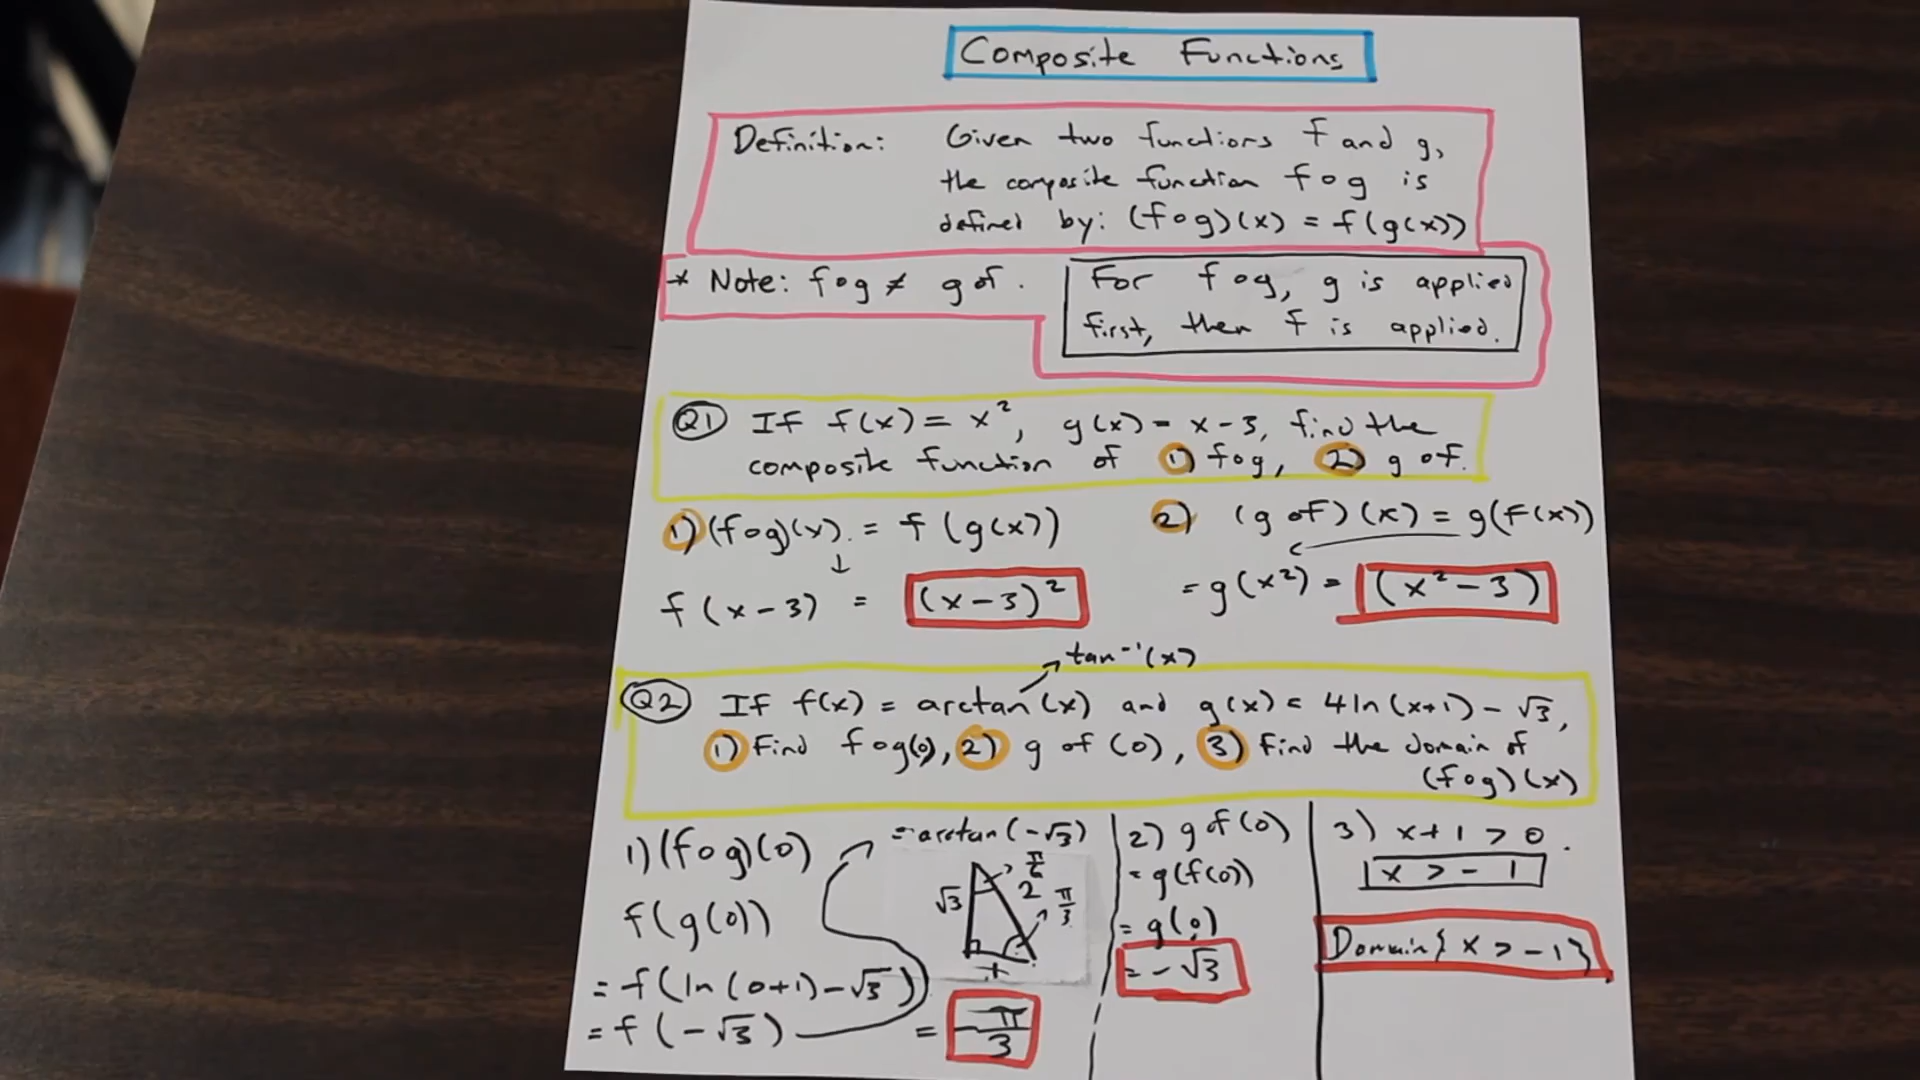 Composite Functions
Definition: Given two functions f and g,
the composite function f o g is
defined by: (f o g)(x) = f(g(x))
* Note: f o g ≠ g o f.
For f o g, g is applied
first, then f is applied.
Q1 If f(x) = x², g(x) = x - 3, find the
composite function of 1) f o g, 2) g o f.
1) (f o g)(x) = f(g(x))
↓
f(x-3) = (x-3)²
2) (g o f)(x) = g(f(x))
= g(x²) = (x² - 3)
tan⁻¹(x)
Q2 If f(x) = arctan(x) and g(x) = 4ln(x+1) - √3,
1) Find f o g(0), 2) g o f (0), 3) Find the domain of
(f o g)(x)
1) (f o g)(0)
f(g(0))
= f(ln(0+1) - √3)
= f(-√3)
= arctan(-√3)
π/6
√3 2 π/3
1
= -π/3
2) g o f (0)
= g(f(0))
= g(0)
= -√3
3) x+1 > 0.
x > -1
Domain{ x > -1}